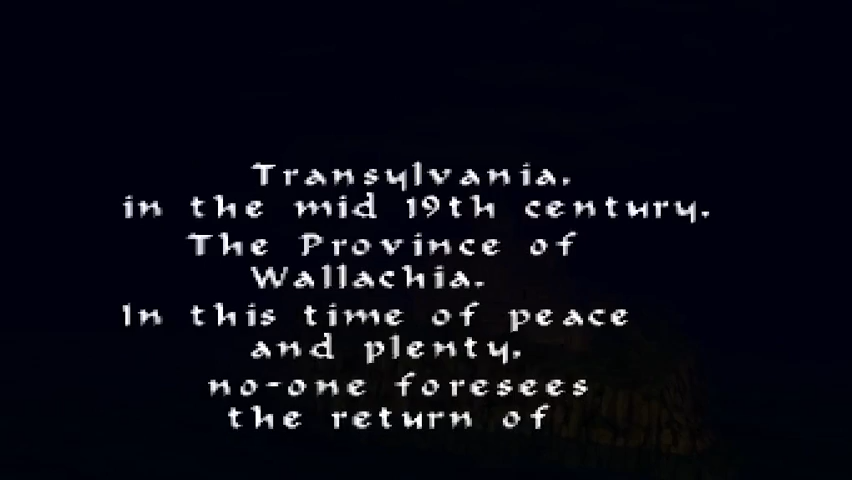 Transylvania,
in the mid 19th century.
The Province of
Wallachia.
In this time of peace
and plenty,
no-one foresees
the return of